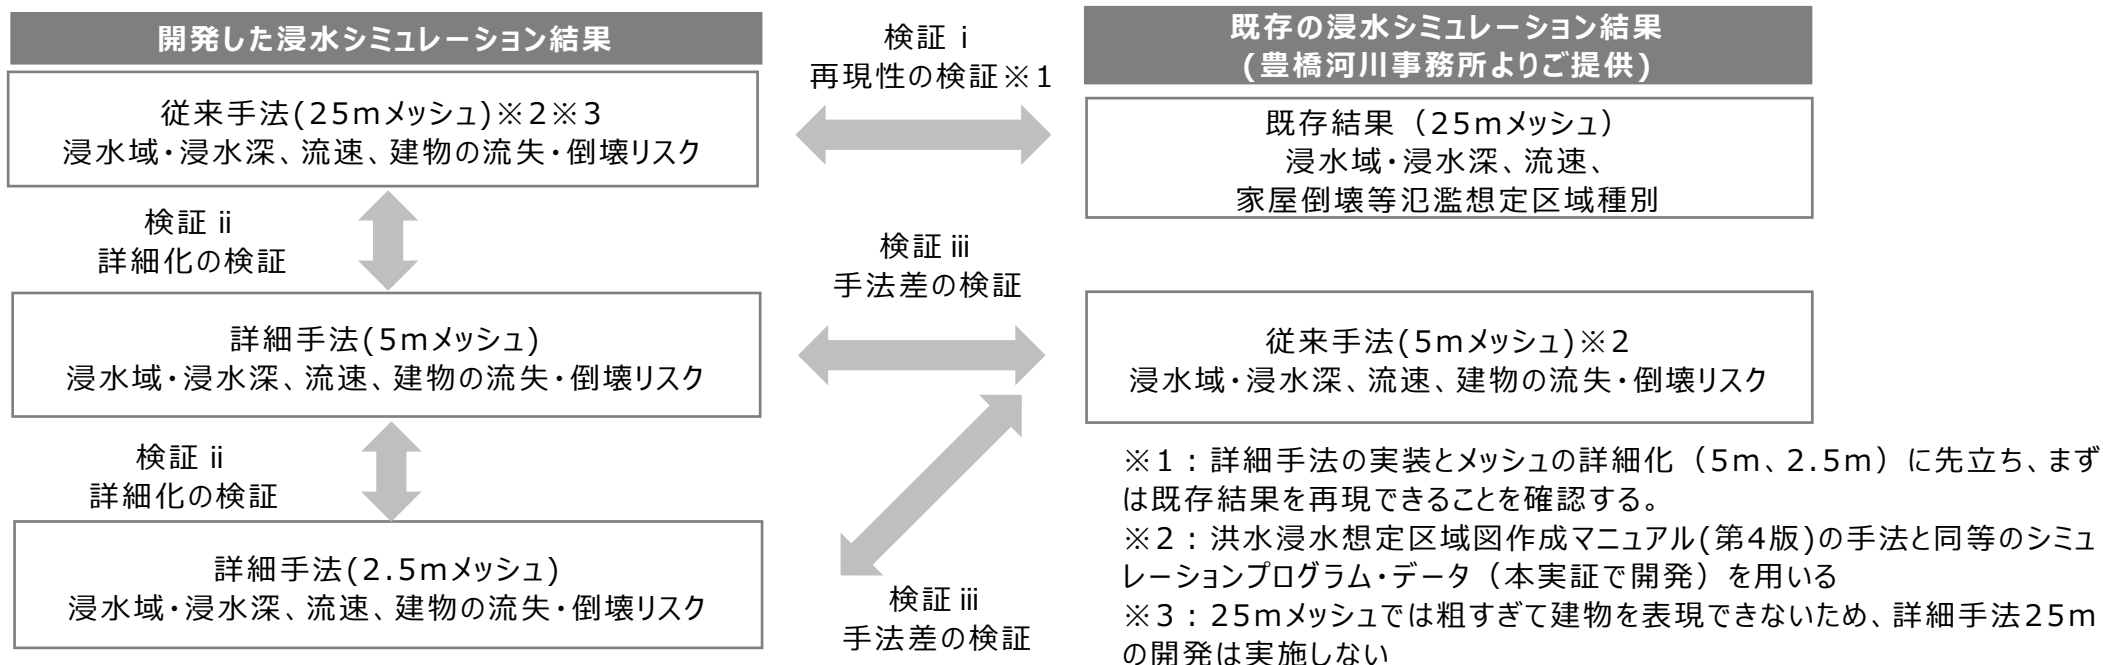 開発した浸水シミュレーション結果
従来手法(25mメッシュ)※2※3
浸水域・浸水深、流速、建物の流失・倒壊リスク
検証 ⅱ
詳細化の検証
詳細手法(5mメッシュ)
浸水域・浸水深、流速、建物の流失・倒壊リスク
検証 ⅱ
詳細化の検証
詳細手法(2.5mメッシュ)
浸水域・浸水深、流速、建物の流失・倒壊リスク
検証 ⅰ
再現性の検証※1
検証 ⅲ
手法差の検証
検証 ⅲ
手法差の検証
既存の浸水シミュレーション結果
(豊橋河川事務所よりご提供)
既存結果（25mメッシュ）
浸水域・浸水深、流速、
家屋倒壊等氾濫想定区域種別
従来手法(5mメッシュ)※2
浸水域・浸水深、流速、建物の流失・倒壊リスク
※1：詳細手法の実装とメッシュの詳細化（5m、2.5m）に先立ち、まず
は既存結果を再現できることを確認する。
※2：洪水浸水想定区域図作成マニュアル(第4版)の手法と同等のシミュ
レーションプログラム・データ（本実証で開発）を用いる
※3：25mメッシュでは粗すぎて建物を表現できないため、詳細手法25m
の開発は実施しない